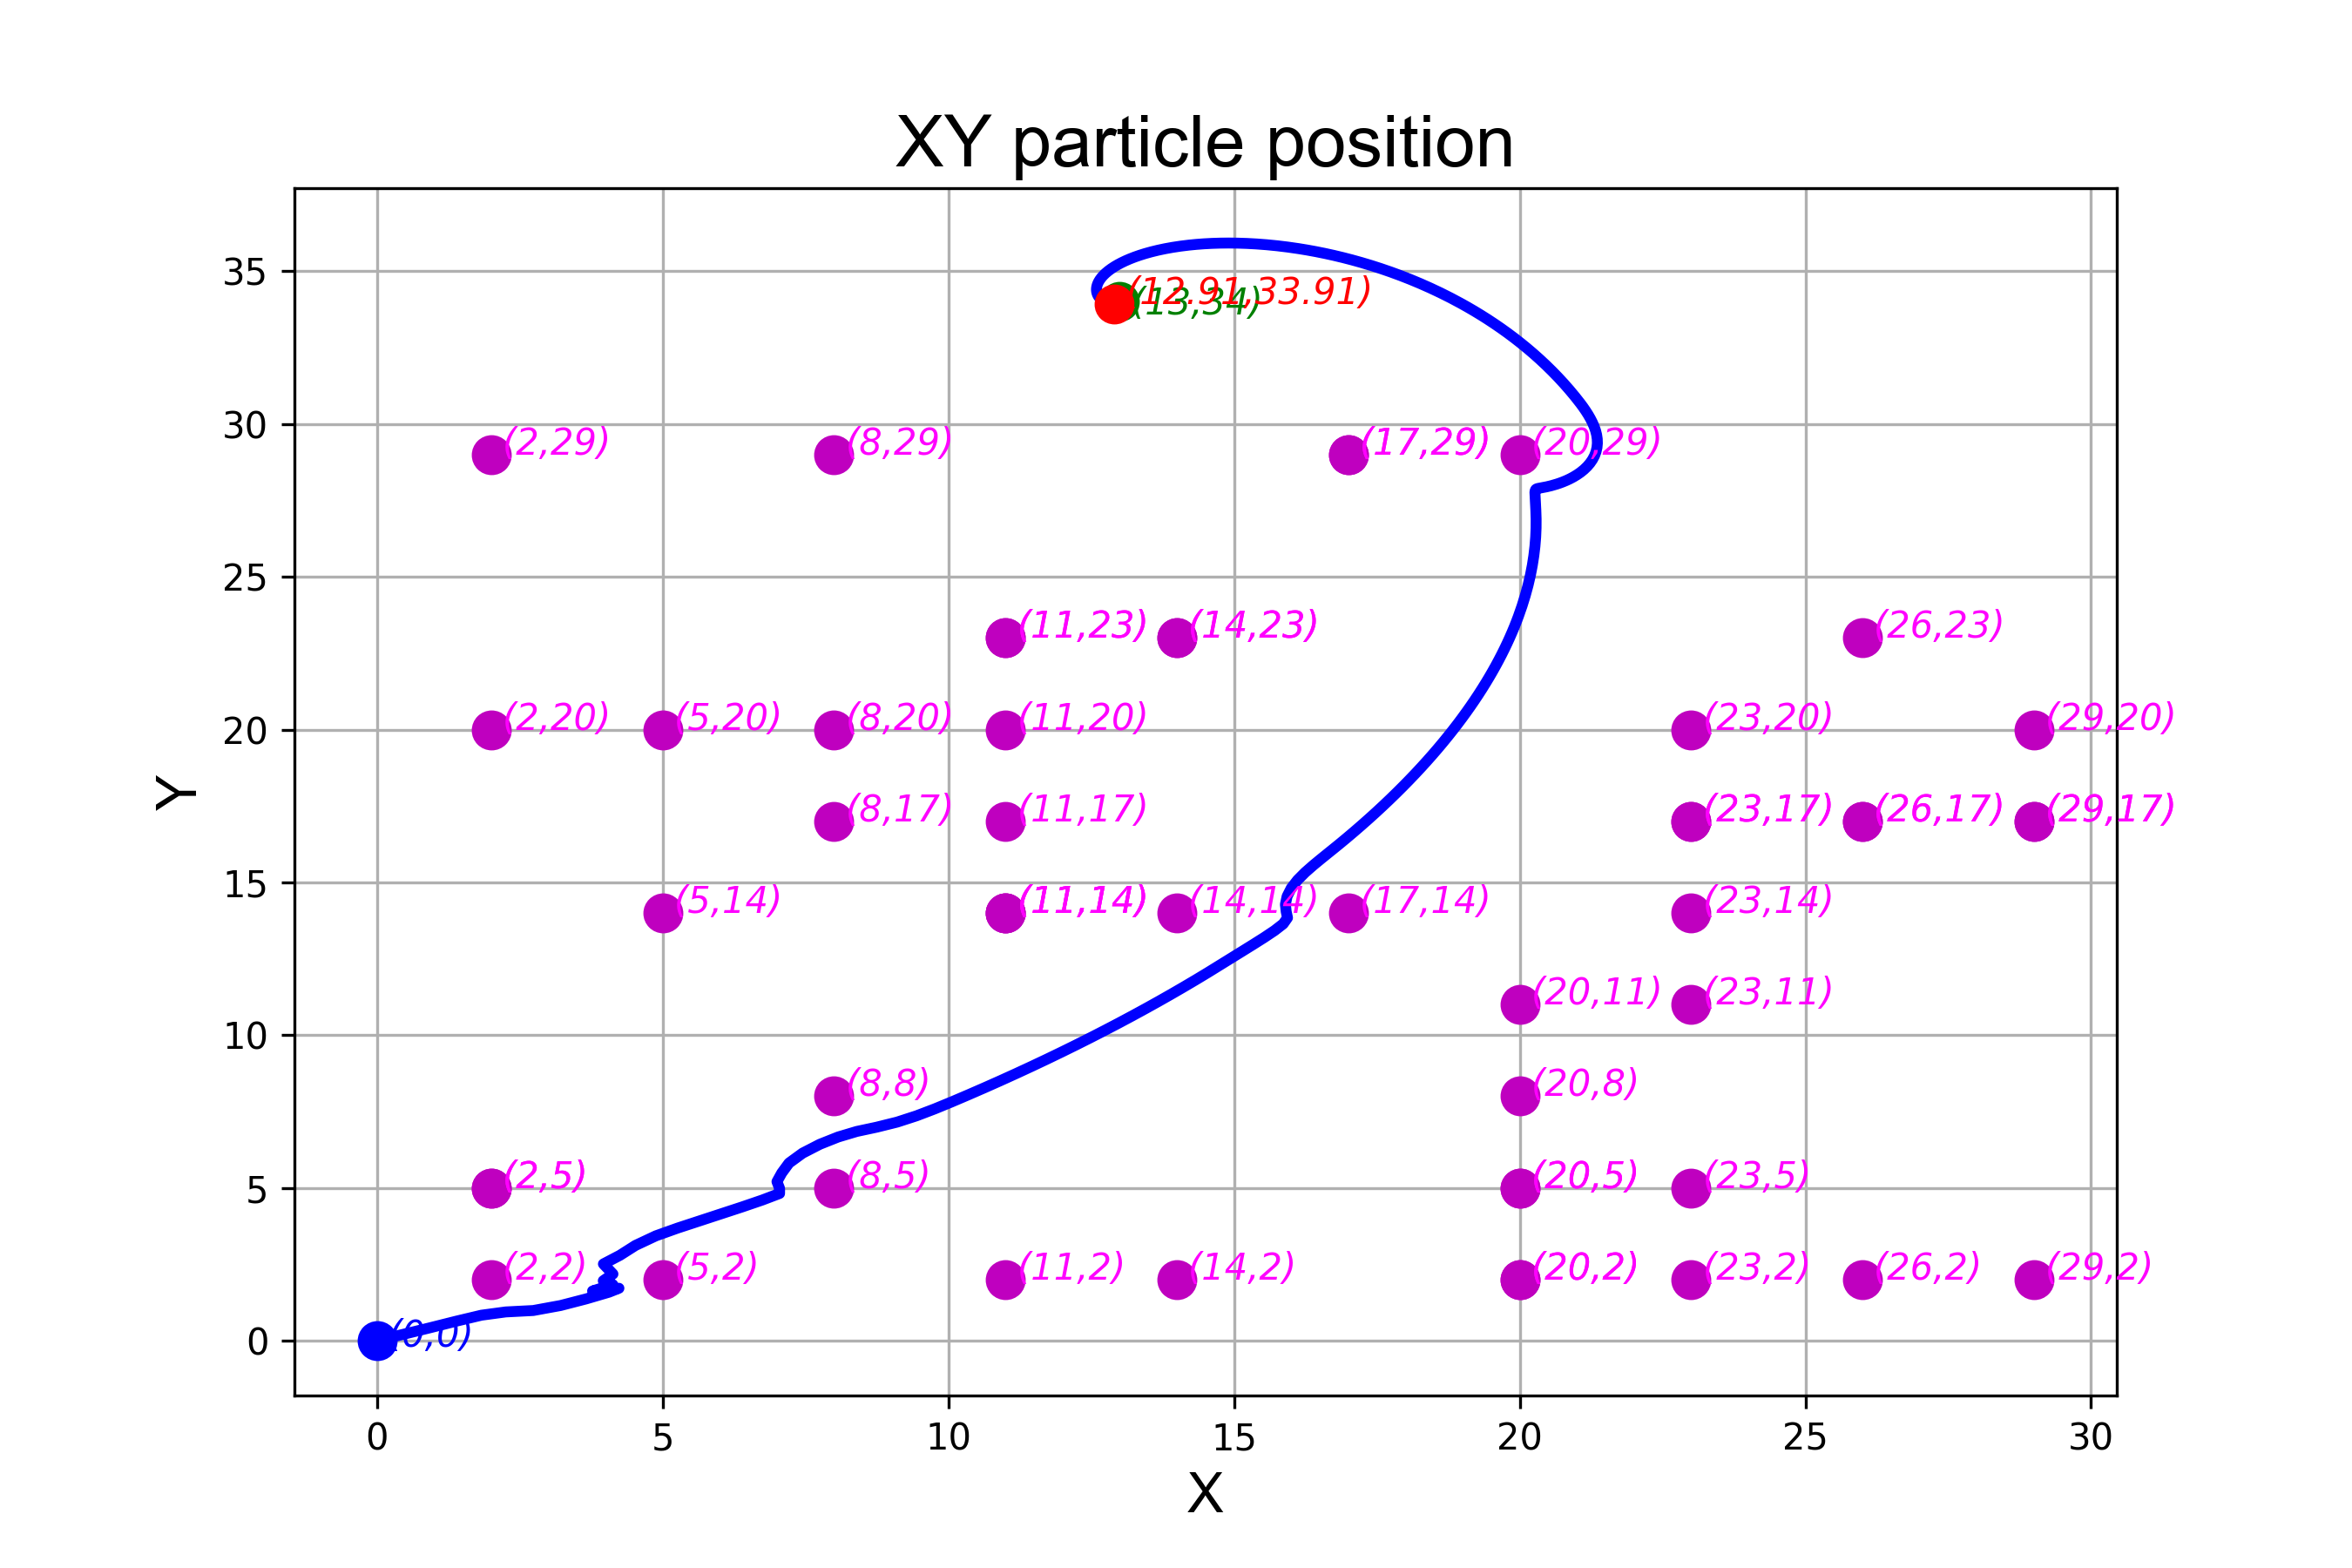 XY particle position
35
(12.91,33.91)
(13,34)
30
(2,29) (8,29) (17,29) (20,29)
25
(11,23) (14,23) (26,23)
20
(2,20) (5,20) (8,20) (11,20) (23,20) (29,20)
Y
(8,17) (11,17) (23,17) (26,17) (29,17)
15
(5,14) (11,14) (14,14) (17,14) (23,14)
(20,11) (23,11)
10
(8,8) (20,8)
5
(2,5) (8,5) (20,5) (23,5)
(2,2) (5,2) (11,2) (14,2) (20,2) (23,2) (26,2) (29,2)
0
(0,0)
0 5 10 15 20 25 30
X